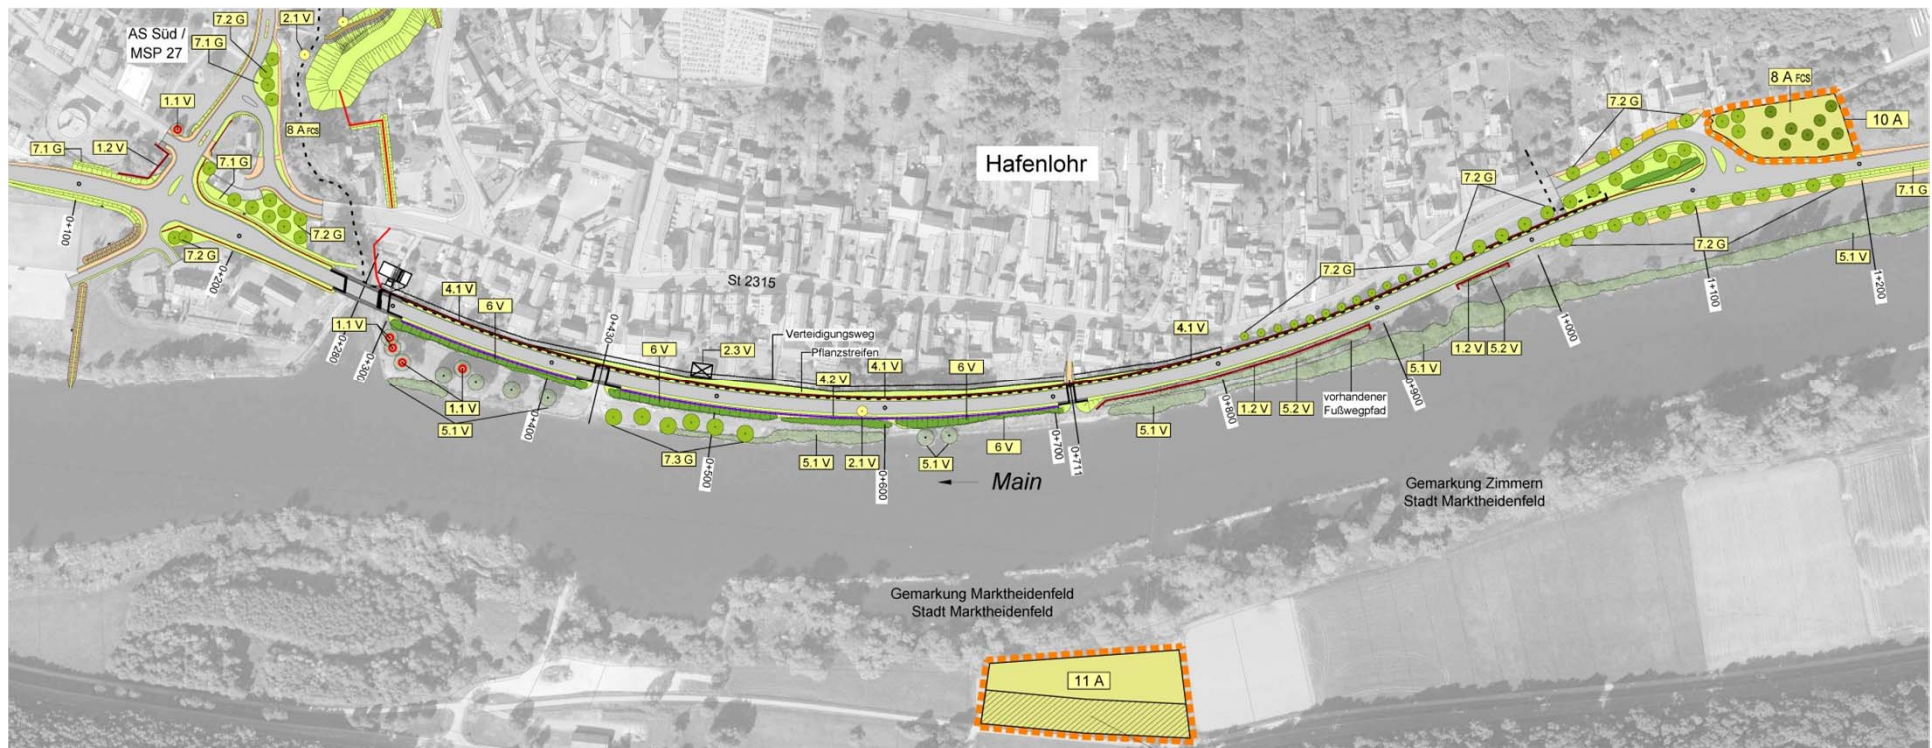 7.2 G
2.1 V
AS Süd /
MSP 27
7.1 G
1.1 V
8 A FCS
7.1 G
1.2 V
7.1 G
7.2 G
7.2 G
0+100
0+200
0+280
0+300
1.1 V
4.1 V
6 V
Hafenlohr
St 2315
0+430
6 V
2.3 V
Verteidigungsweg
Pflanzstreifen
4.2 V
4.1 V
6 V
4.1 V
7.2 G
7.2 G
7.2 G
8 A FCS
10 A
7.1 G
7.2 G
5.1 V
1+200
1+100
1+000
1.2 V
5.2 V
5.1 V
0+900
vorhandener
Fußwegpfad
5.2 V
1.2 V
0+800
5.1 V
0+711
0+700
6 V
5.1 V
0+600
2.1 V
5.1 V
0+500
7.3 G
0+400
1.1 V
5.1 V
Main
Gemarkung Zimmern
Stadt Marktheidenfeld
Gemarkung Marktheidenfeld
Stadt Marktheidenfeld
11 A